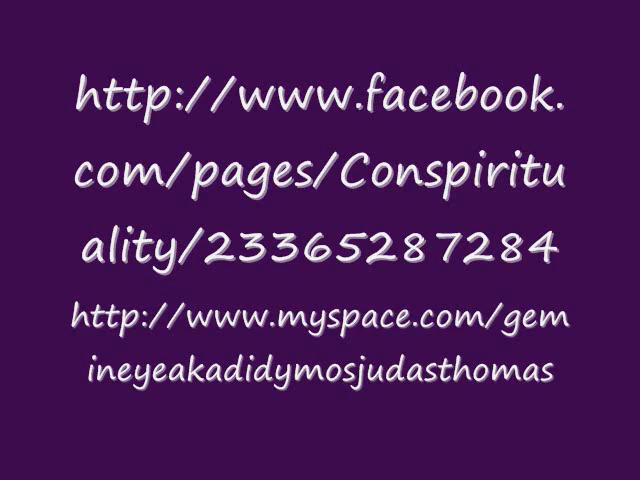 http://www.facebook.
com/pages/Conspiritu
ality/23365287284
http://www.myspace.com/gem
ineyeakadidymosjudasthomas